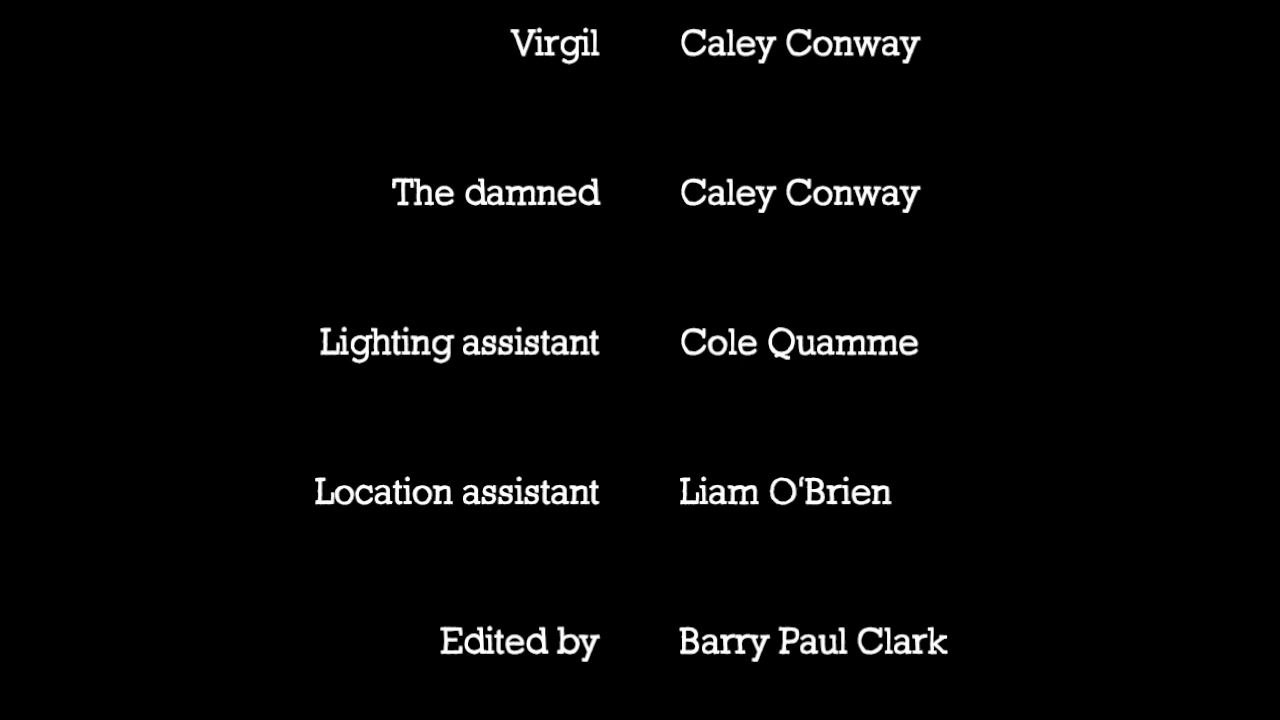 Virgil Caley Conway
The damned Caley Conway
Lighting assistant Cole Quamme
Location assistant Liam O‘Brien
Edited by Barry Paul Clark